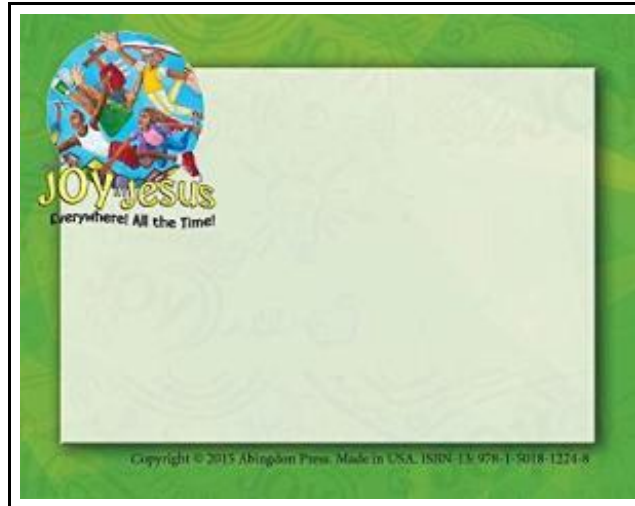 JOY in Jesus
Everywhere! All the Time!
Copyright © 2015 Abingdon Press. Made in USA. ISBN-13: 978-1-5018-1224-8